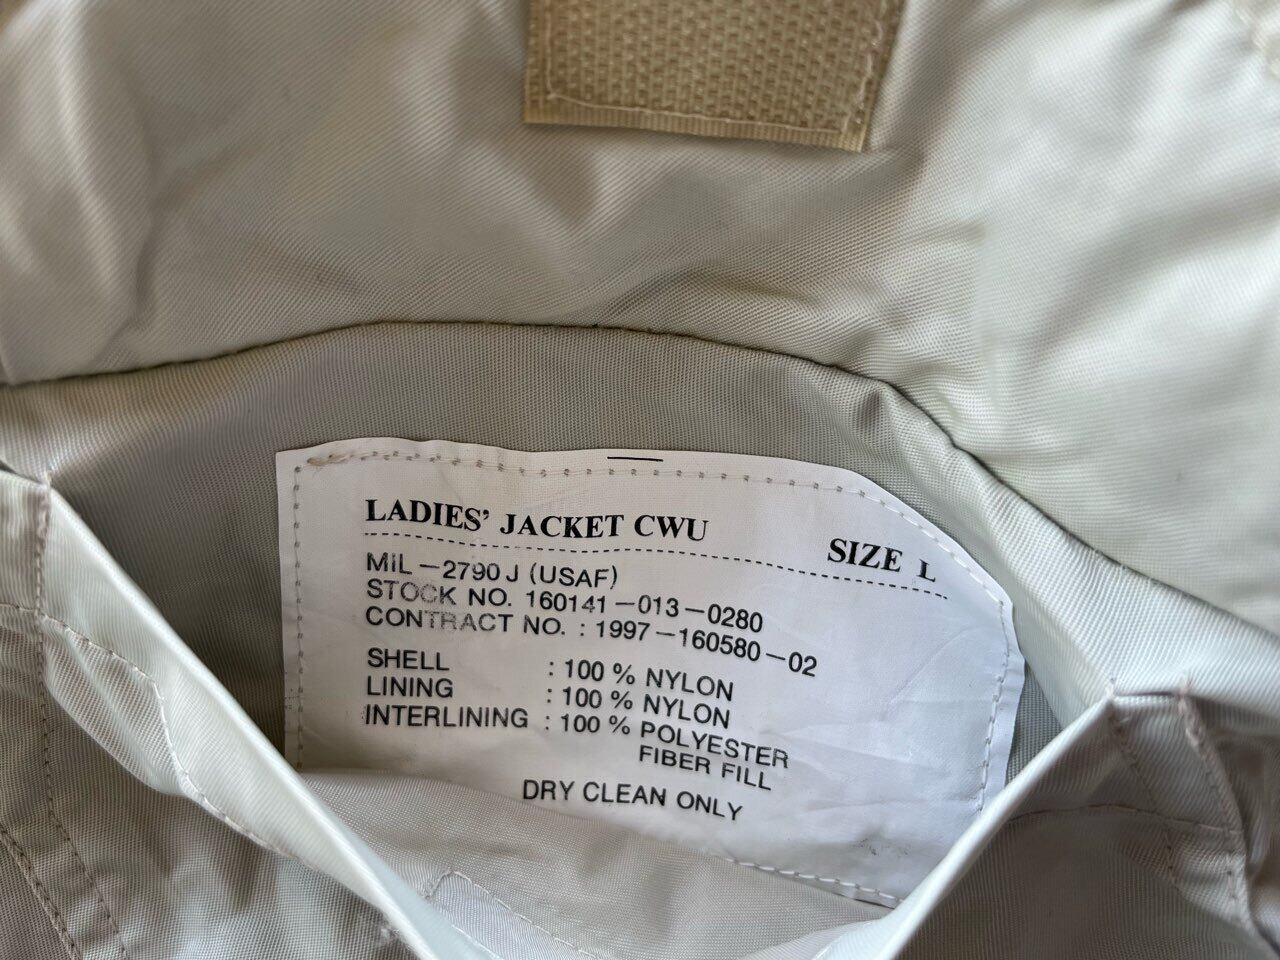 LADIES' JACKET CWU SIZE L
MIL-2790J (USAF)
STOCK NO. 160141-013-0280
CONTRACT NO. : 1997-160580-02
SHELL : 100 % NYLON
LINING : 100 % NYLON
INTERLINING : 100 % POLYESTER
FIBER FILL
DRY CLEAN ONLY